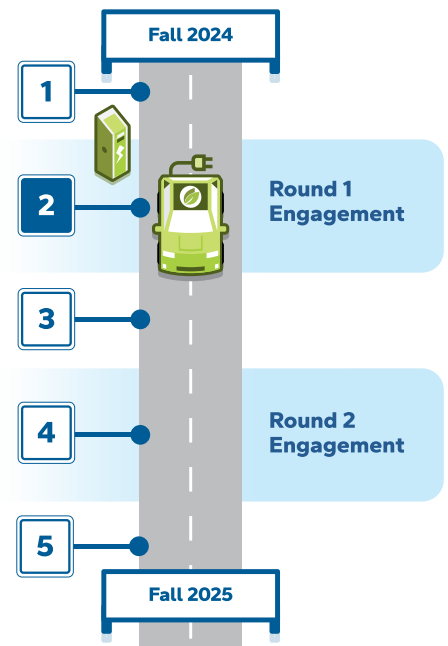 Fall 2024
1
2
Round 1
Engagement
3
4
Round 2
Engagement
5
Fall 2025